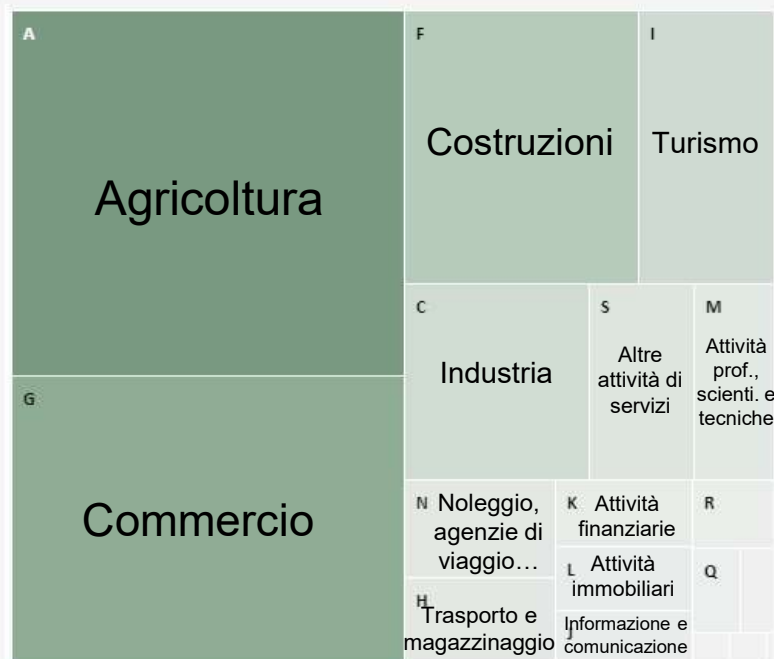 A
Agricoltura
G
Commercio
F
Costruzioni
I
Turismo
C
Industria
S
Altre
attività di
servizi
M
Attività
prof.,
scienti. e
tecniche
N Noleggio,
agenzie di
viaggio…
H
Trasporto e
magazzinaggio
K Attività
finanziarie
L Attività
immobiliari
J
Informazione e
comunicazione
R
Q